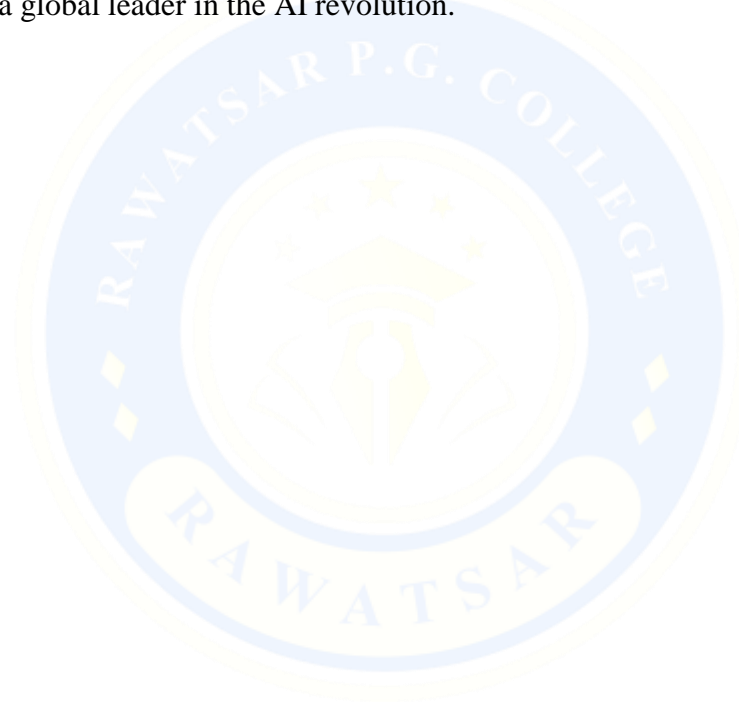 a global leader in the AI revolution.
RAWATSAR P.G. COLLEGE
RAWATSAR